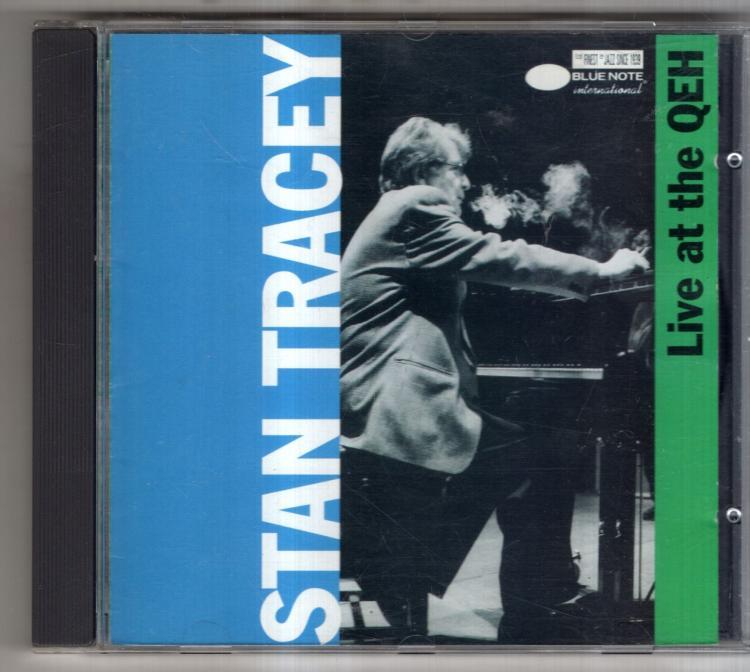 STAN TRACEY
THE FINEST IN JAZZ SINCE 1939
BLUE NOTE
international
Live at the QEH